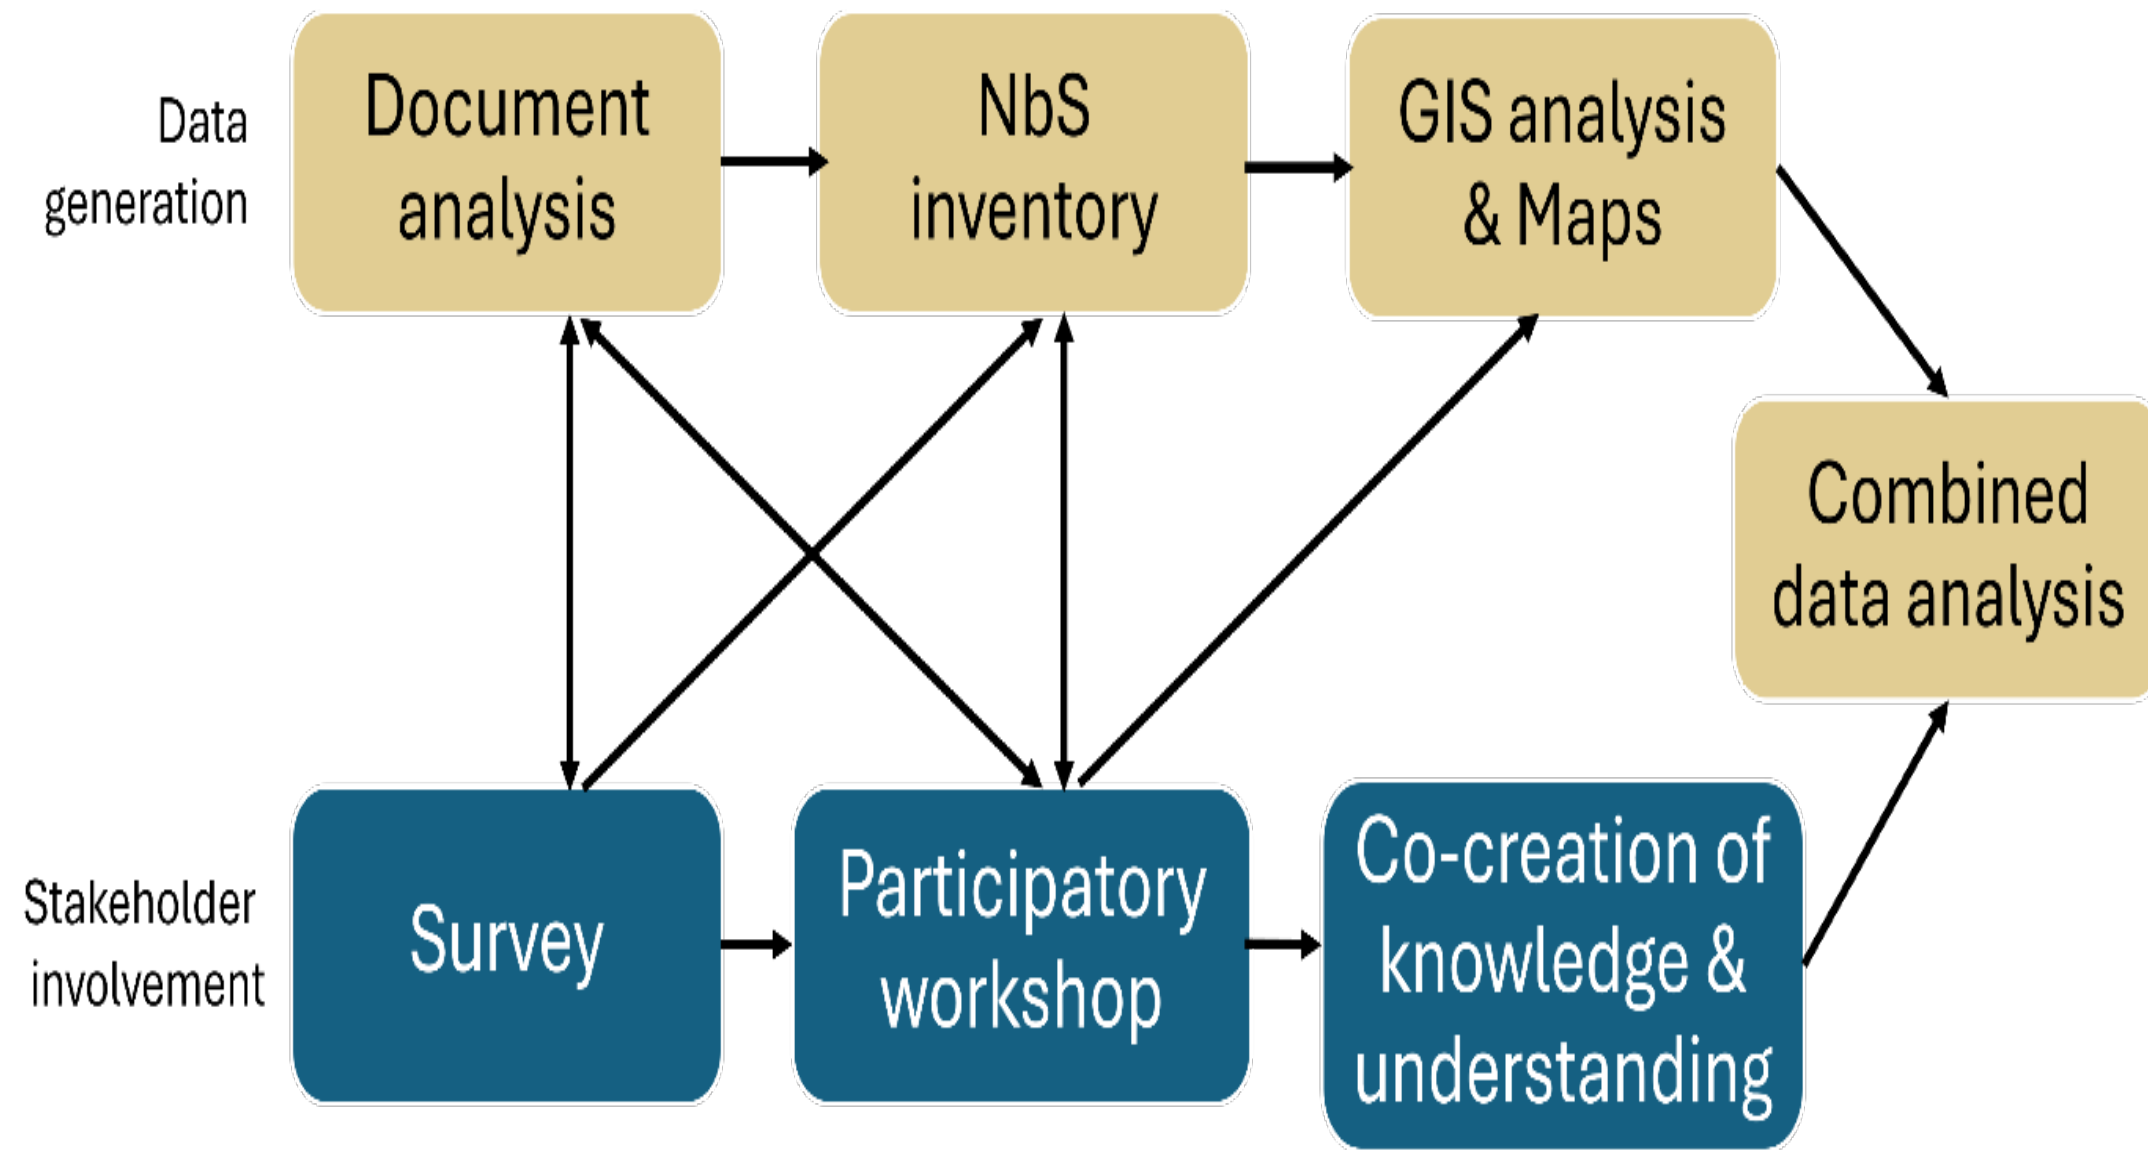 Data
generation
Document
analysis
NbS
inventory
GIS analysis
& Maps
Combined
data analysis
Stakeholder
involvement
Survey
Participatory
workshop
Co-creation of
knowledge &
understanding